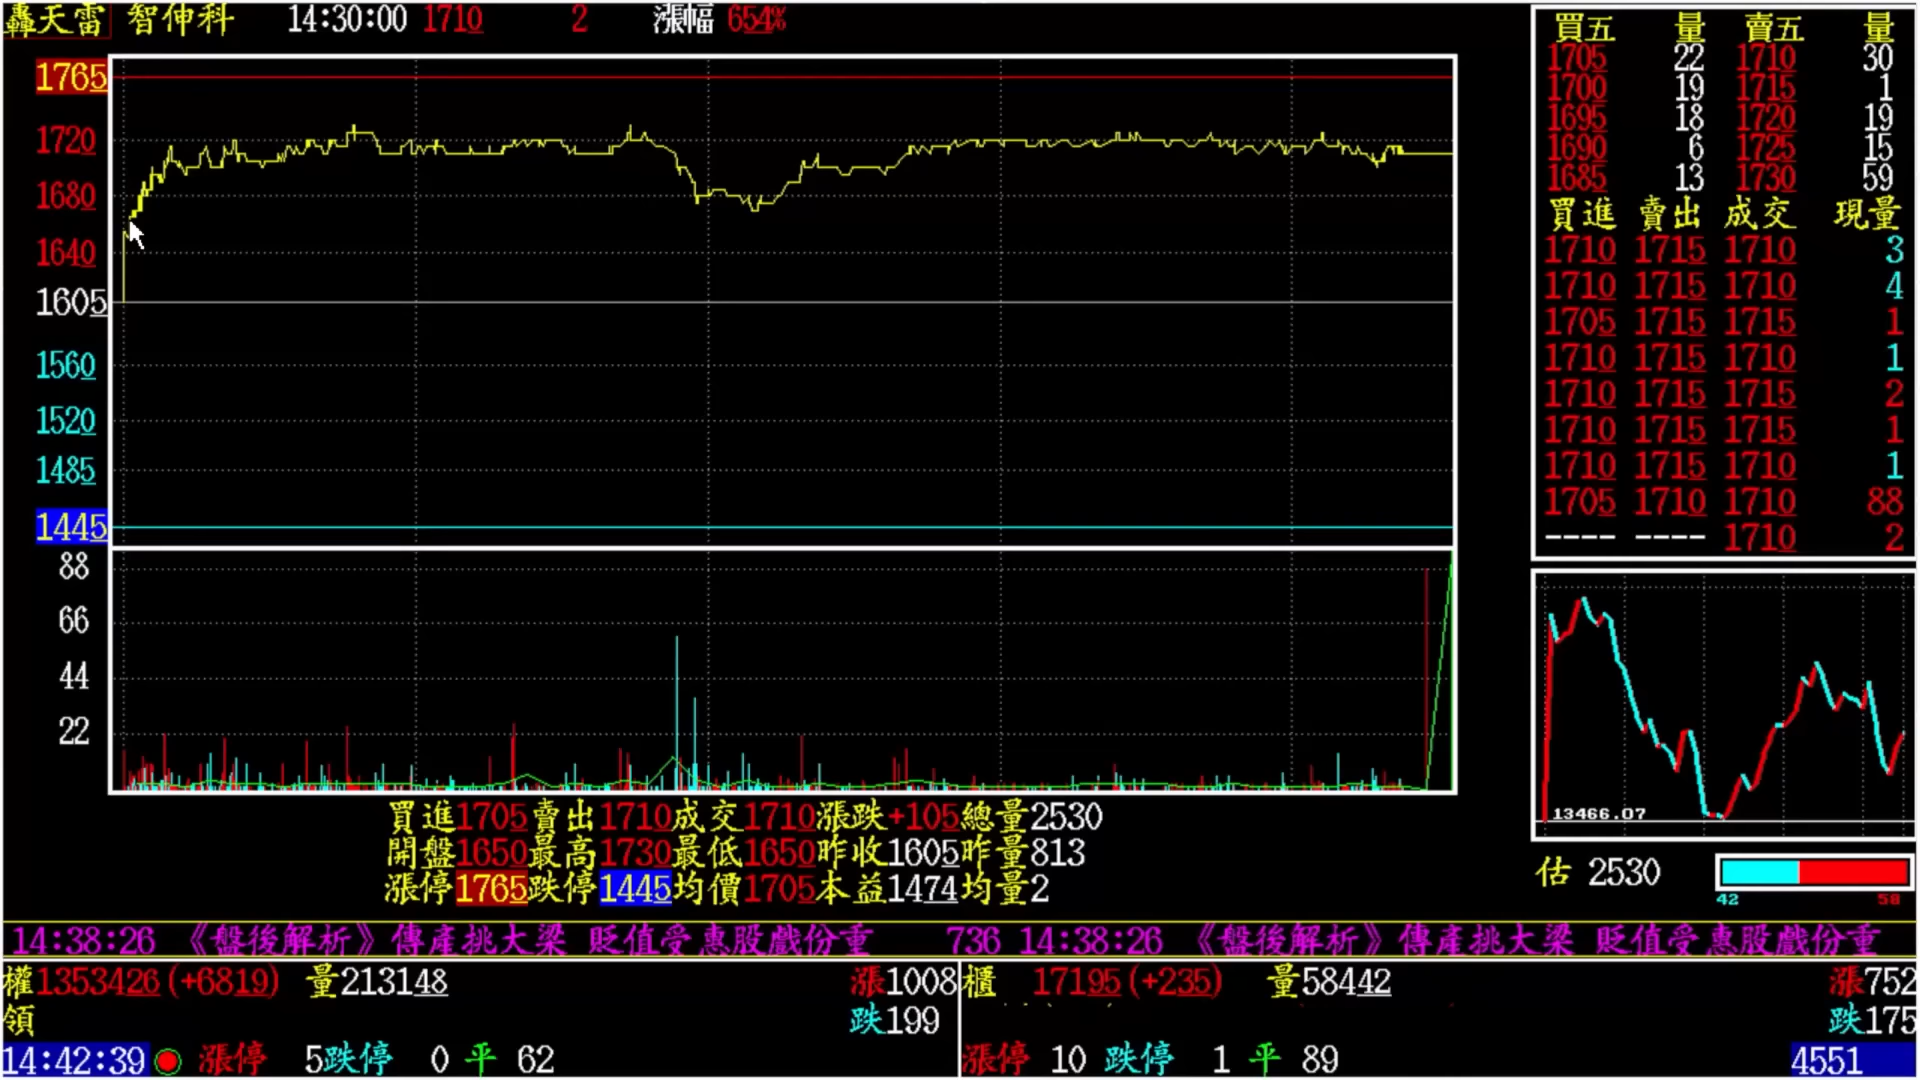 轟天雷 智伸科 14:30:00 1710 2 漲幅 654%
1765
1720
1680
1640
1605
1560
1520
1485
1445
88
66
44
22
買進1705賣出1710成交1710漲跌+105總量2530
開盤1650最高1730最低1650昨收1605昨量813
漲停1765跌停1445均價1705本益1474均量2
買五 量 賣五 量
1705 22 1710 30
1700 19 1715 1
1695 18 1720 19
1690 6 1725 15
1685 13 1730 59
買進 賣出 成交 現量
1710 1715 1710 3
1710 1715 1710 4
1705 1715 1715 1
1710 1715 1710 1
1710 1715 1715 2
1710 1715 1715 1
1710 1715 1710 1
1705 1710 1710 88
---- ---- 1710 2
13466.07
估 2530
42 58
14:38:26 《盤後解析》傳產挑大梁 貶值受惠股戲份重 736 14:38:26 《盤後解析》傳產挑大梁 貶值受惠股戲份重
權1353426(+6819) 量213148 漲1008
領 跌199
14:42:39 漲停 5跌停 0 平 62
櫃 17195(+235) 量58442 漲752
跌175
漲停 10 跌停 1 平 89 4551